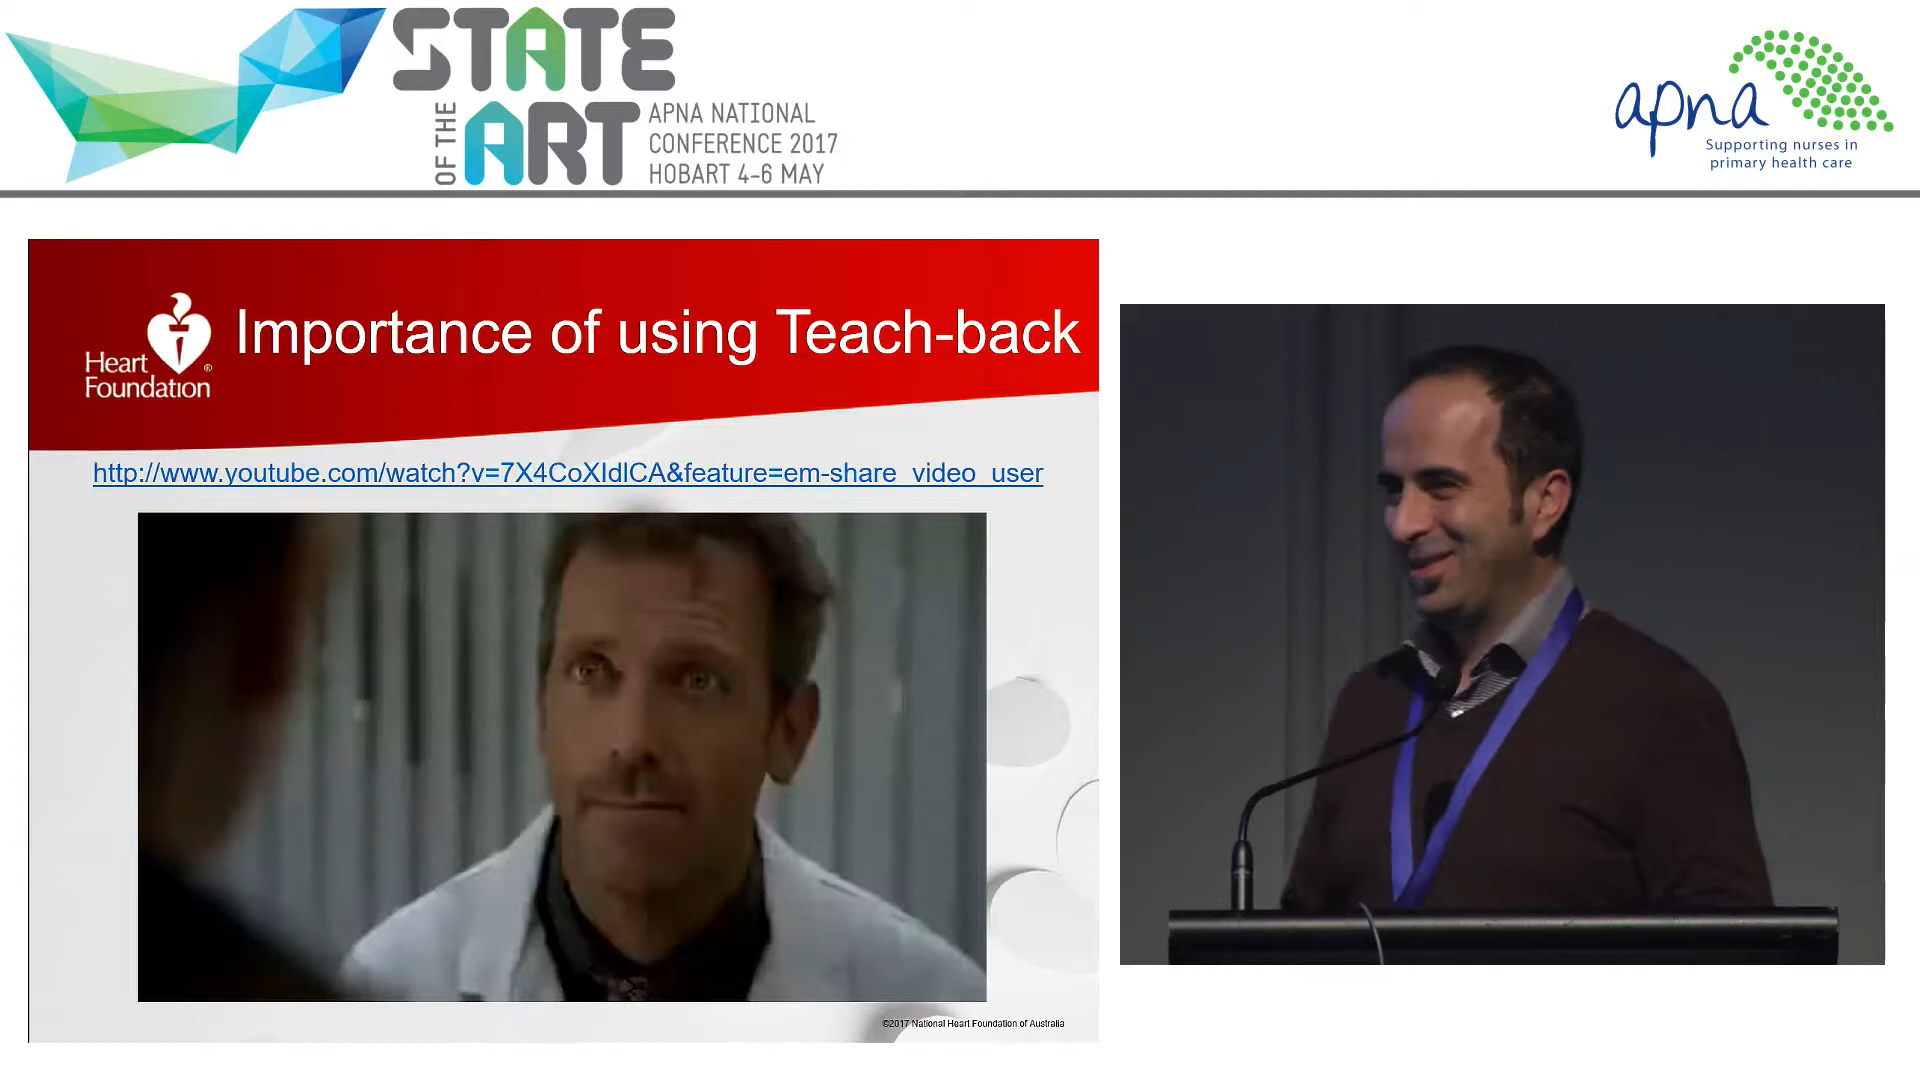 STATE
OF THE
ART
APNA NATIONAL
CONFERENCE 2017
HOBART 4-6 MAY
apna
Supporting nurses in
primary health care
Heart
Foundation
®
Importance of using Teach-back
http://www.youtube.com/watch?v=7X4CoXIdlCA&feature=em-share_video_user
©2017 National Heart Foundation of Australia